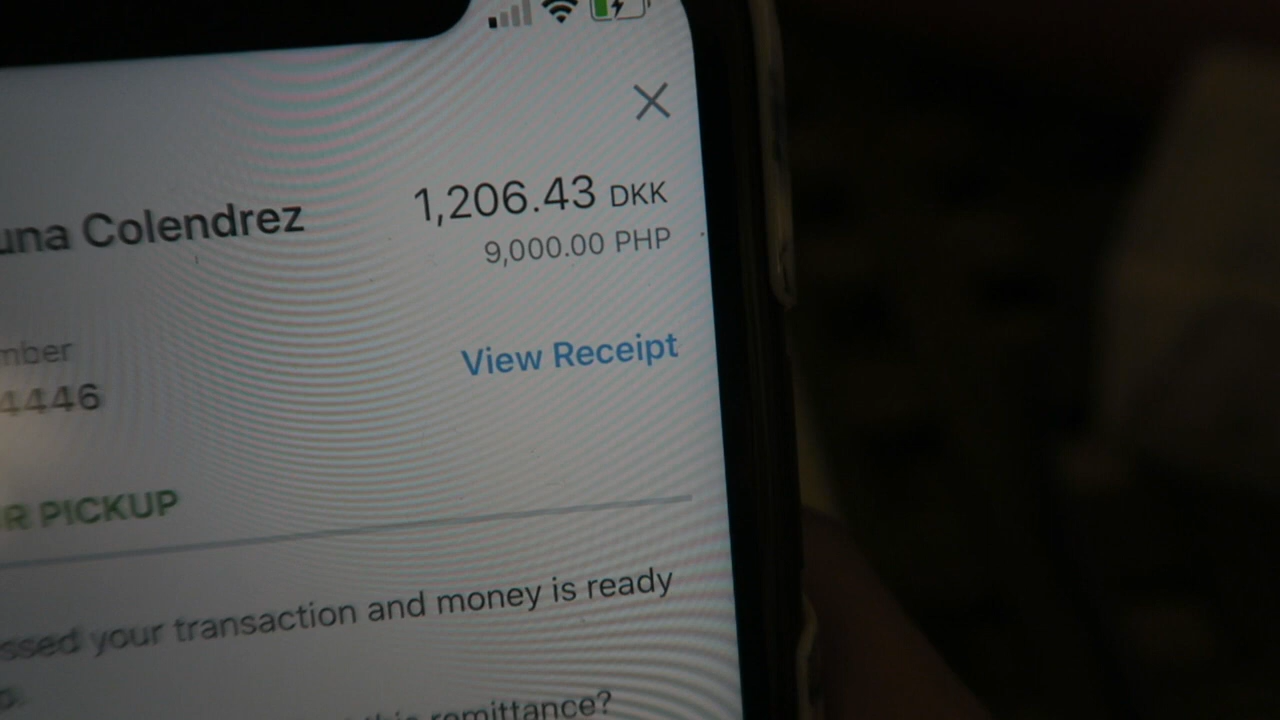 una Colendrez
1,206.43 DKK
9,000.00 PHP
mber
View Receipt
4446
R PICKUP
ssed your transaction and money is ready
remittance?